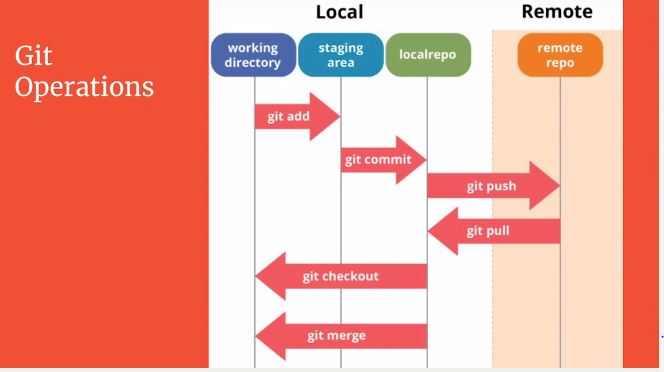 Git
Operations
Local
Remote
working
directory
staging
area
localrepo
remote
repo
git add
git commit
git push
git pull
git checkout
git merge